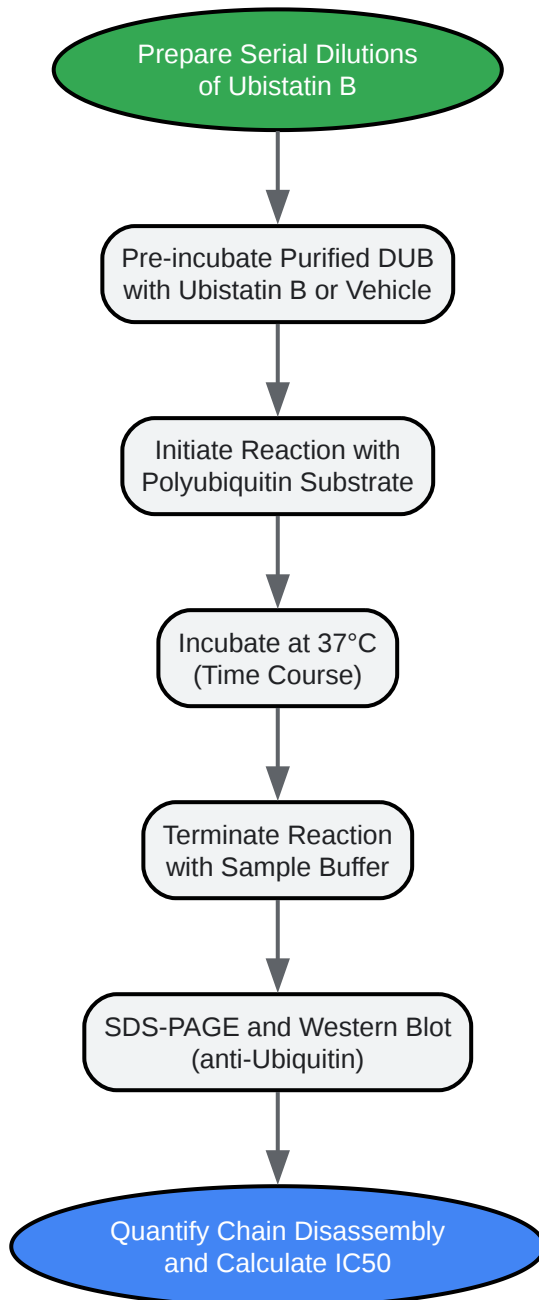 Prepare Serial Dilutions
of Ubistatin B
Pre-incubate Purified DUB
with Ubistatin B or Vehicle
Initiate Reaction with
Polyubiquitin Substrate
Incubate at 37°C
(Time Course)
Terminate Reaction
with Sample Buffer
SDS-PAGE and Western Blot
(anti-Ubiquitin)
Quantify Chain Disassembly
and Calculate IC50